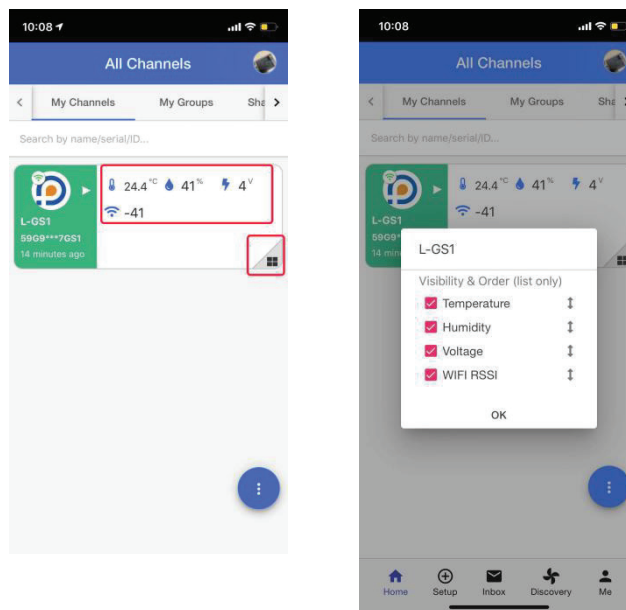 10:08
All Channels
My Channels My Groups Sha
Search by name/serial/ID...
24.4°C 41% 4V
-41
L-GS1
59G9***7GS1
14 minutes ago
10:08
All Channels
My Channels My Groups Sha
Search by name/serial/ID...
24.4°C 41% 4V
-41
L-GS1
59G9*
14 min
L-GS1
Visibility & Order (list only)
Temperature
Humidity
Voltage
WIFI RSSI
OK
Home Setup Inbox Discovery Me